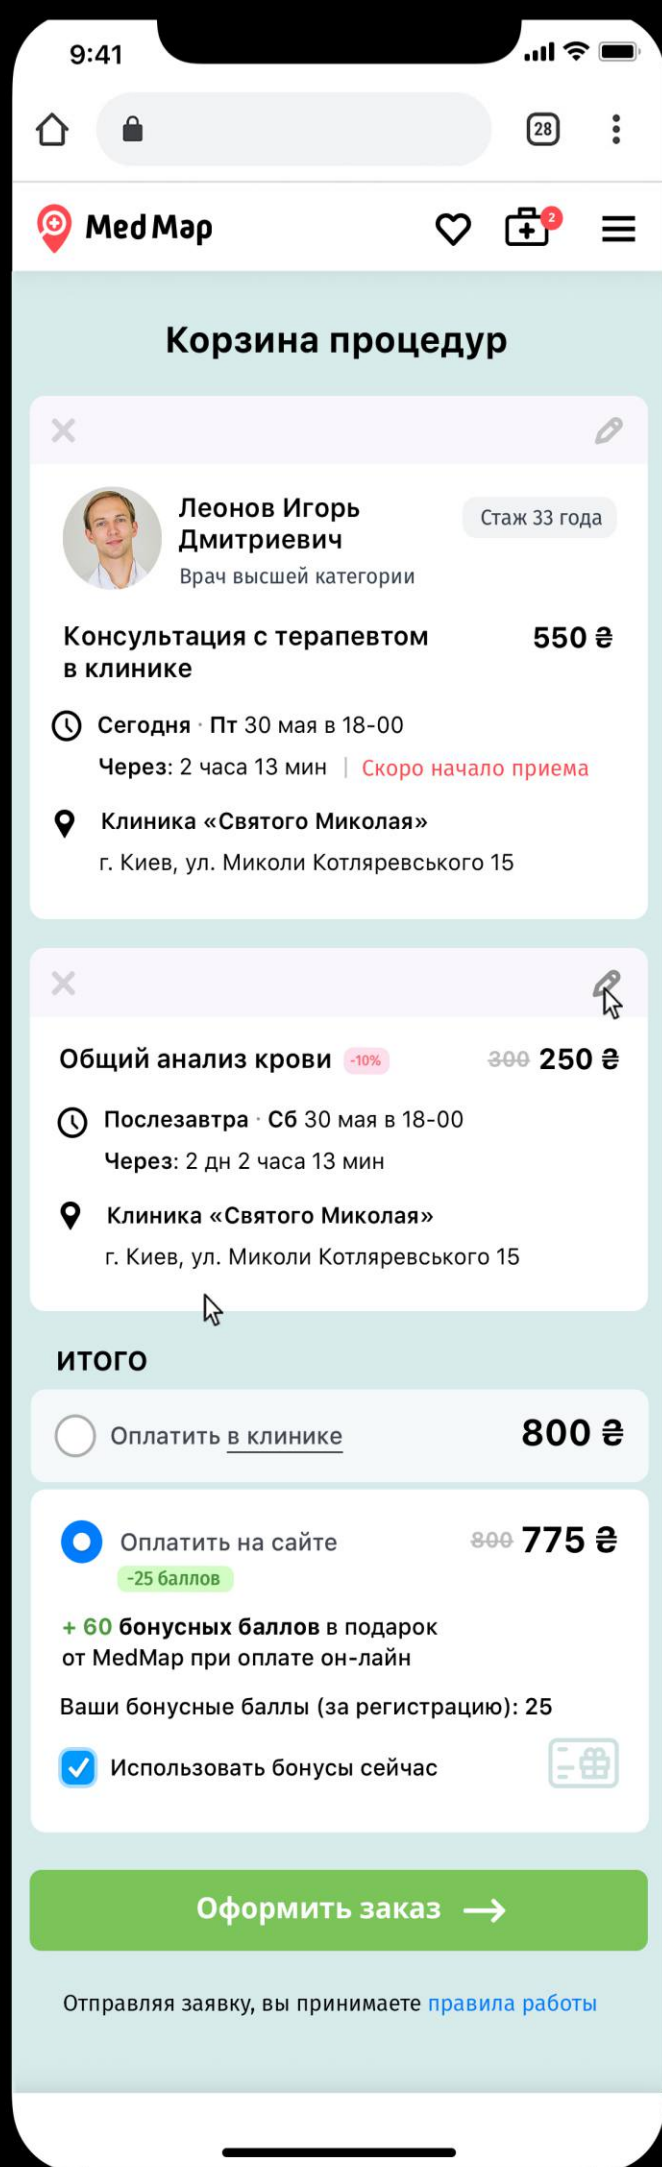 9:41
28
MedMap
2
Корзина процедур
Леонов Игорь
Дмитриевич
Стаж 33 года
Врач высшей категории
Консультация с терапевтом
в клинике
550 ₴
Сегодня · Пт 30 мая в 18-00
Через: 2 часа 13 мин | Скоро начало приема
Клиника «Святого Миколая»
г. Киев, ул. Миколи Котляревського 15
Общий анализ крови -10% 300 250 ₴
Послезавтра · Сб 30 мая в 18-00
Через: 2 дн 2 часа 13 мин
Клиника «Святого Миколая»
г. Киев, ул. Миколи Котляревського 15
ИТОГО
Оплатить в клинике 800 ₴
Оплатить на сайте 800 775 ₴
-25 баллов
+ 60 бонусных баллов в подарок
от MedMap при оплате он-лайн
Ваши бонусные баллы (за регистрацию): 25
Использовать бонусы сейчас
Оформить заказ →
Отправляя заявку, вы принимаете правила работы